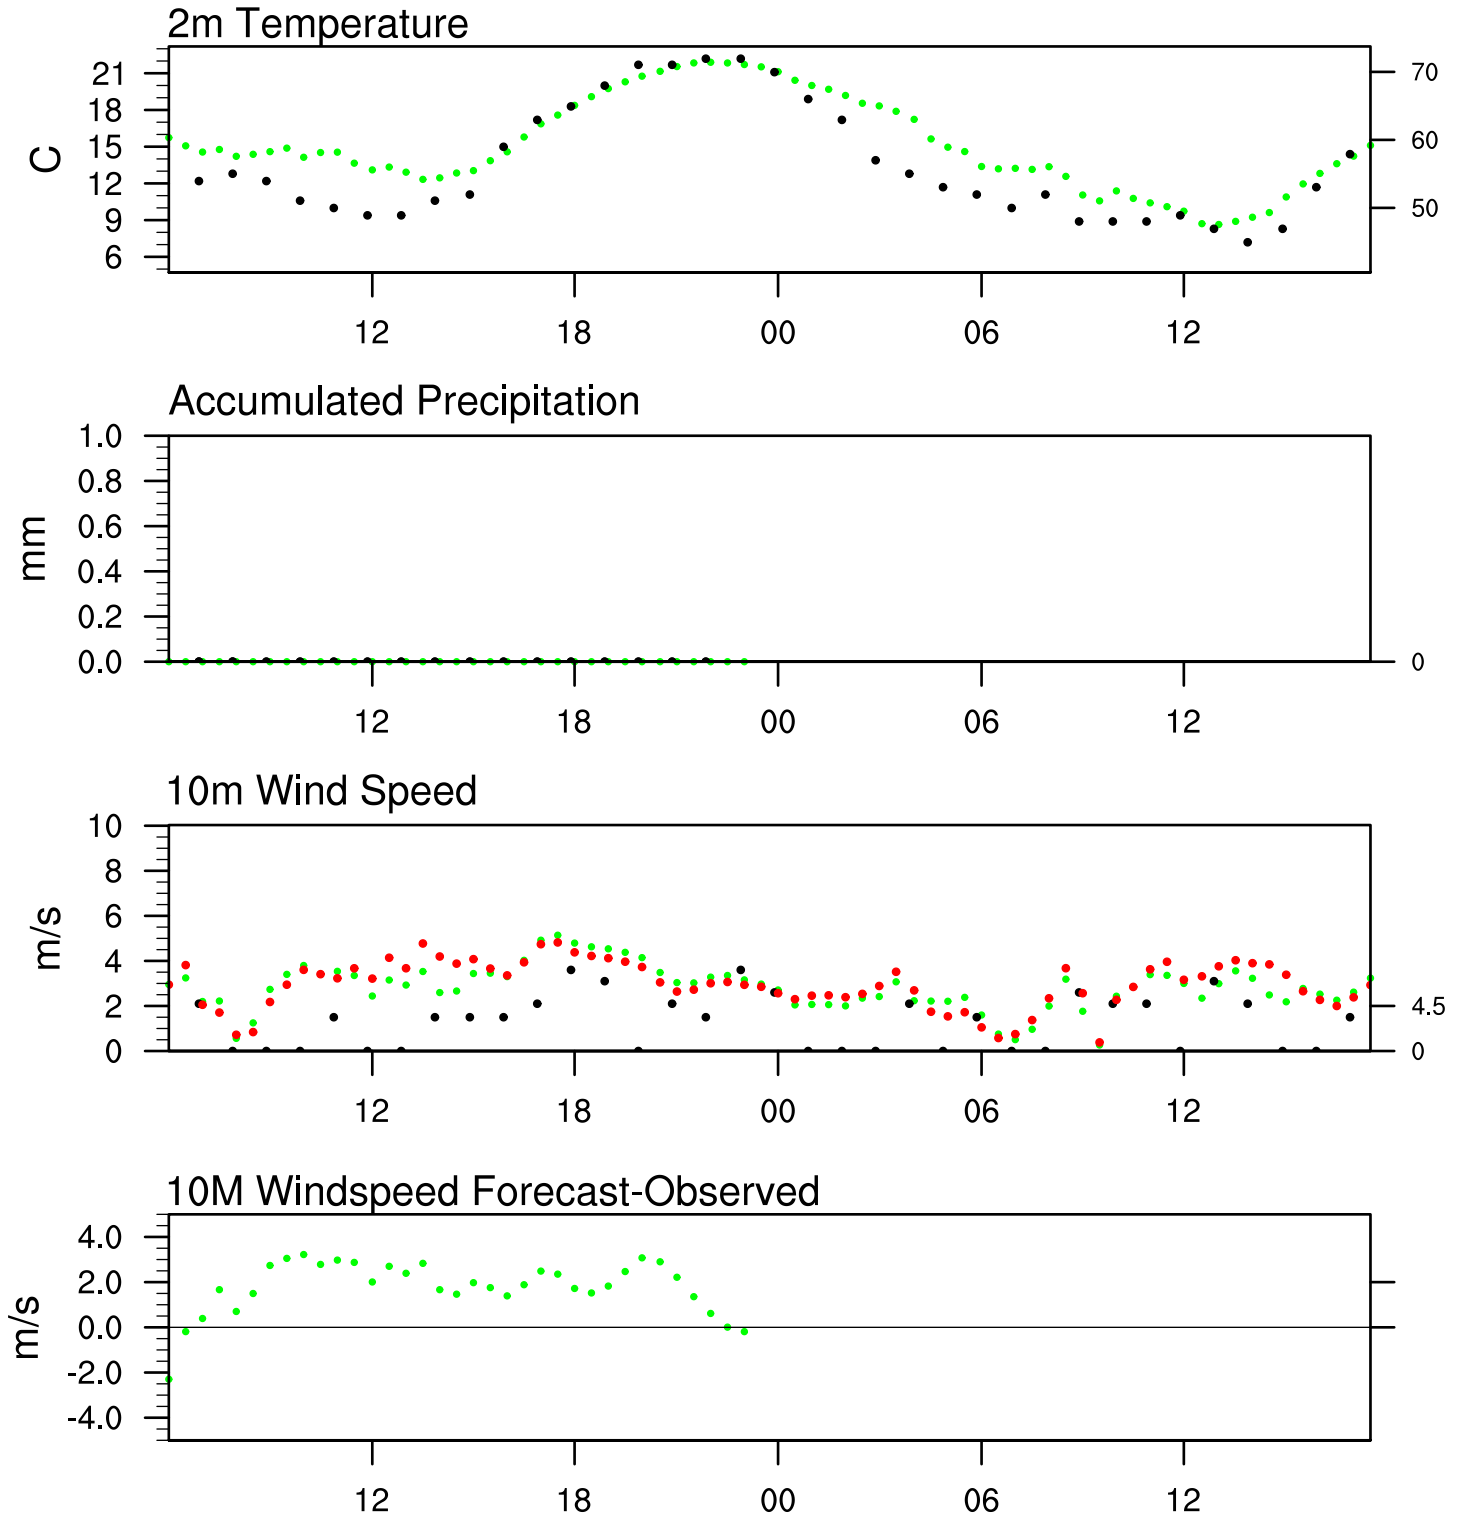 2m Temperature
21
18
15
12
9
6
C
70
60
50
12 18 00 06 12
Accumulated Precipitation
1.0
0.8
0.6
0.4
0.2
0.0
mm
0
12 18 00 06 12
10m Wind Speed
10
8
6
4
2
0
m/s
4.5
0
12 18 00 06 12
10M Windspeed Forecast-Observed
4.0
2.0
0.0
-2.0
-4.0
m/s
12 18 00 06 12